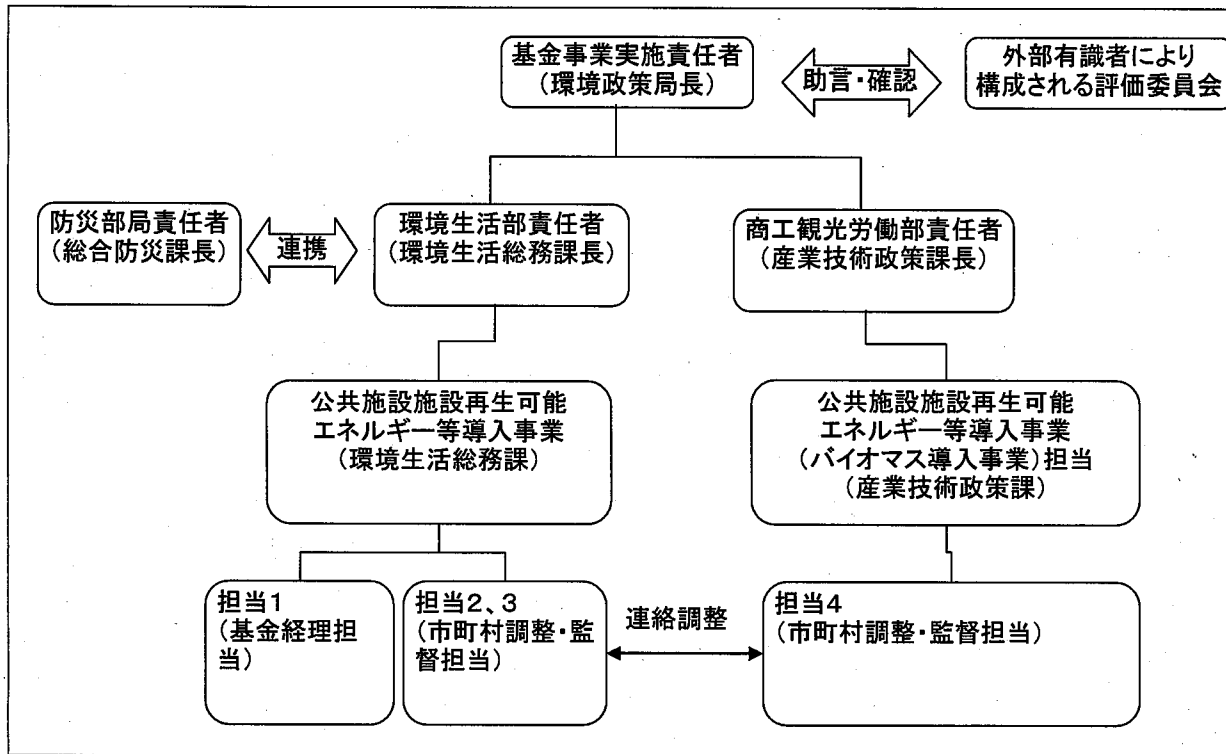 基金事業実施責任者
(環境政策局長)
助言・確認
外部有識者により
構成される評価委員会
防災部局責任者
(総合防災課長)
連携
環境生活部責任者
(環境生活総務課長)
商工観光労働部責任者
(産業技術政策課長)
公共施設施設再生可能
エネルギー等導入事業
(環境生活総務課)
公共施設施設再生可能
エネルギー等導入事業
(バイオマス導入事業)担当
(産業技術政策課)
担当1
(基金経理担
当)
担当2、3
(市町村調整・監
督担当)
連絡調整
担当4
(市町村調整・監督担当)